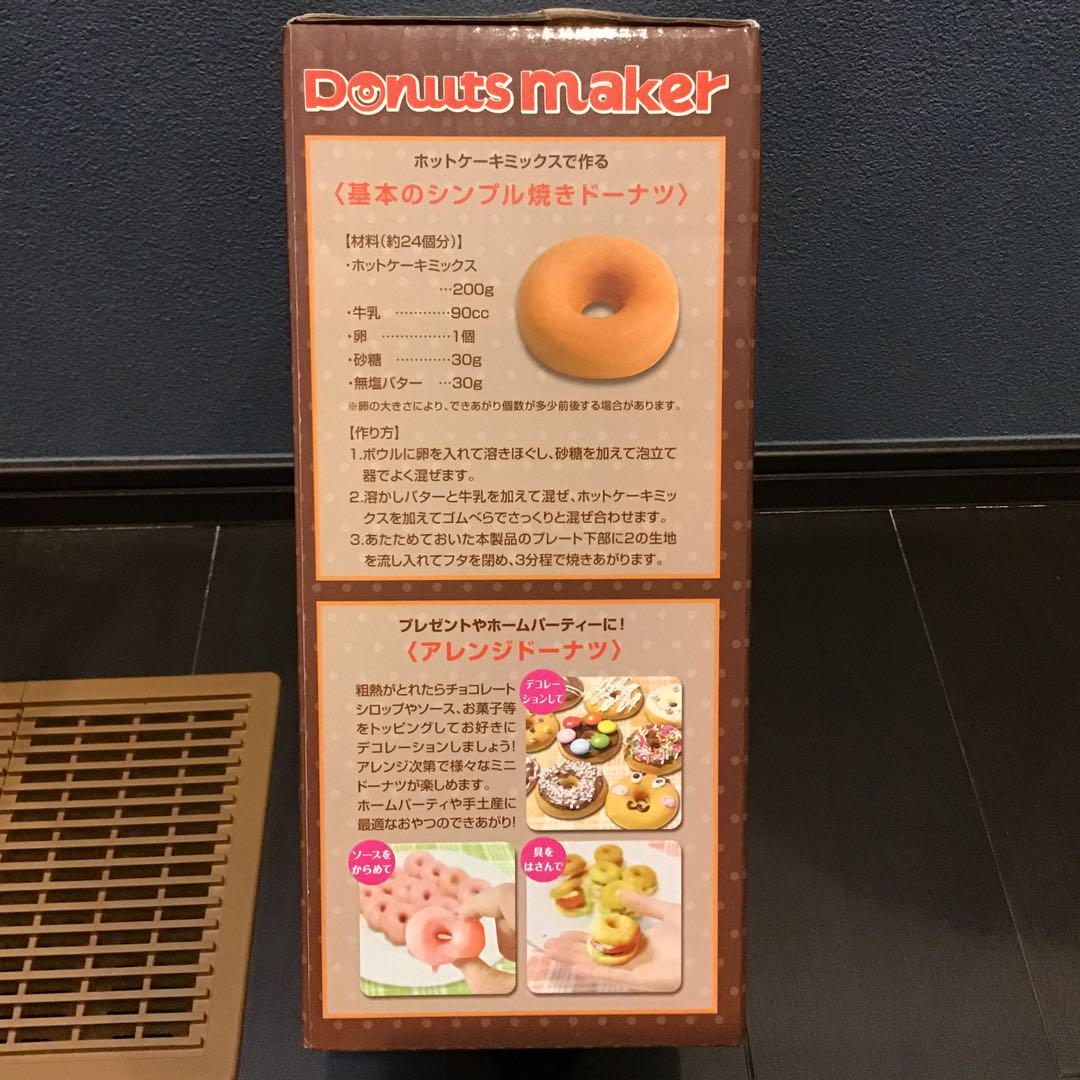 Donuts maker
ホットケーキミックスで作る
〈基本のシンプル焼きドーナツ〉
【材料(約24個分)】
・ホットケーキミックス
…200g
・牛乳 …………90cc
・卵 ……………1個
・砂糖 …………30g
・無塩バター …30g
※卵の大きさにより、できあがり個数が多少前後する場合があります。
【作り方】
1.ボウルに卵を入れて溶きほぐし、砂糖を加えて泡立て
器でよく混ぜます。
2.溶かしバターと牛乳を加えて混ぜ、ホットケーキミッ
クスを加えてゴムべらでさっくりと混ぜ合わせます。
3.あたためておいた本製品のプレート下部に2の生地
を流し入れてフタを閉め、3分程で焼きあがります。
プレゼントやホームパーティーに!
〈アレンジドーナツ〉
粗熱がとれたらチョコレート
シロップやソース、お菓子等
をトッピングしてお好きに
デコレーションしましょう!
アレンジ次第で様々なミニ
ドーナツが楽しめます。
ホームパーティや手土産に
最適なおやつのできあがり!
デコレー
ションして
ソースを
からめて
具を
はさんで